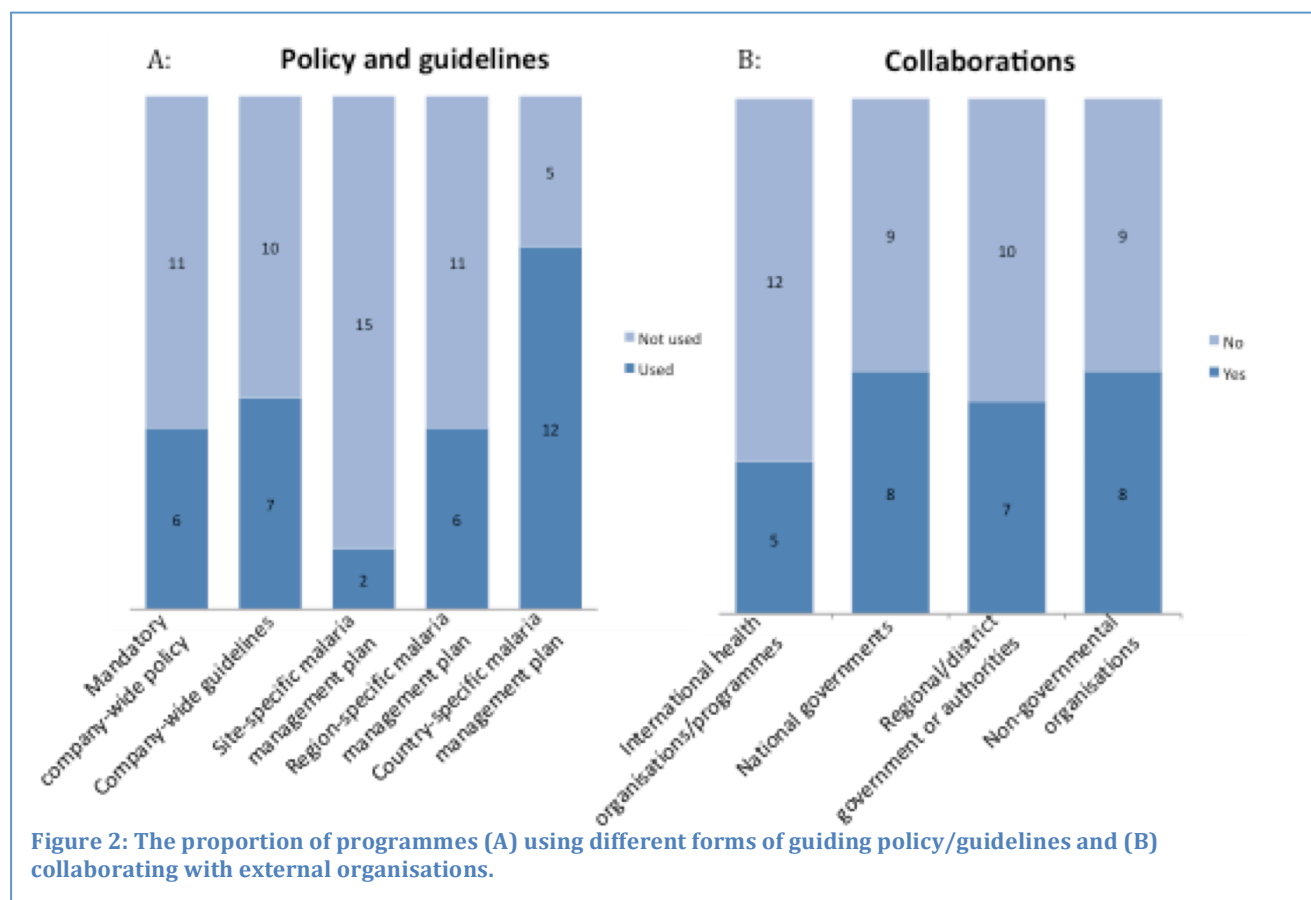 A:
Policy and guidelines
11
10
15
11
5
6
7
2
6
12
Not used
Used
Mandatory
company-wide policy
Company-wide guidelines
Site-specific malaria
management plan
Region-specific malaria
management plan
Country-specific malaria
management plan
B:
Collaborations
12
9
10
9
5
8
7
8
No
Yes
International health
organisations/programmes
National governments
Regional/district
government or authorities
Non-governmental
organisations
Figure 2: The proportion of programmes (A) using different forms of guiding policy/guidelines and (B)
collaborating with external organisations.